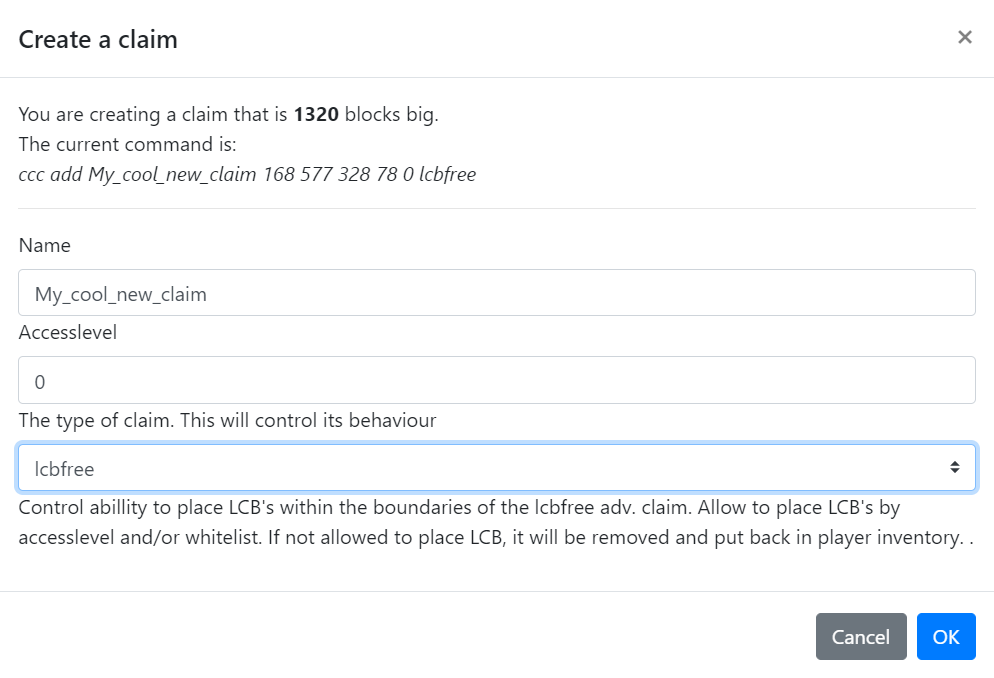 Create a claim ×
You are creating a claim that is 1320 blocks big.
The current command is:
ccc add My_cool_new_claim 168 577 328 78 0 lcbfree
Name
My_cool_new_claim
Accesslevel
0
The type of claim. This will control its behaviour
lcbfree
Control abillity to place LCB's within the boundaries of the lcbfree adv. claim. Allow to place LCB's by
accesslevel and/or whitelist. If not allowed to place LCB, it will be removed and put back in player inventory. .
Cancel OK